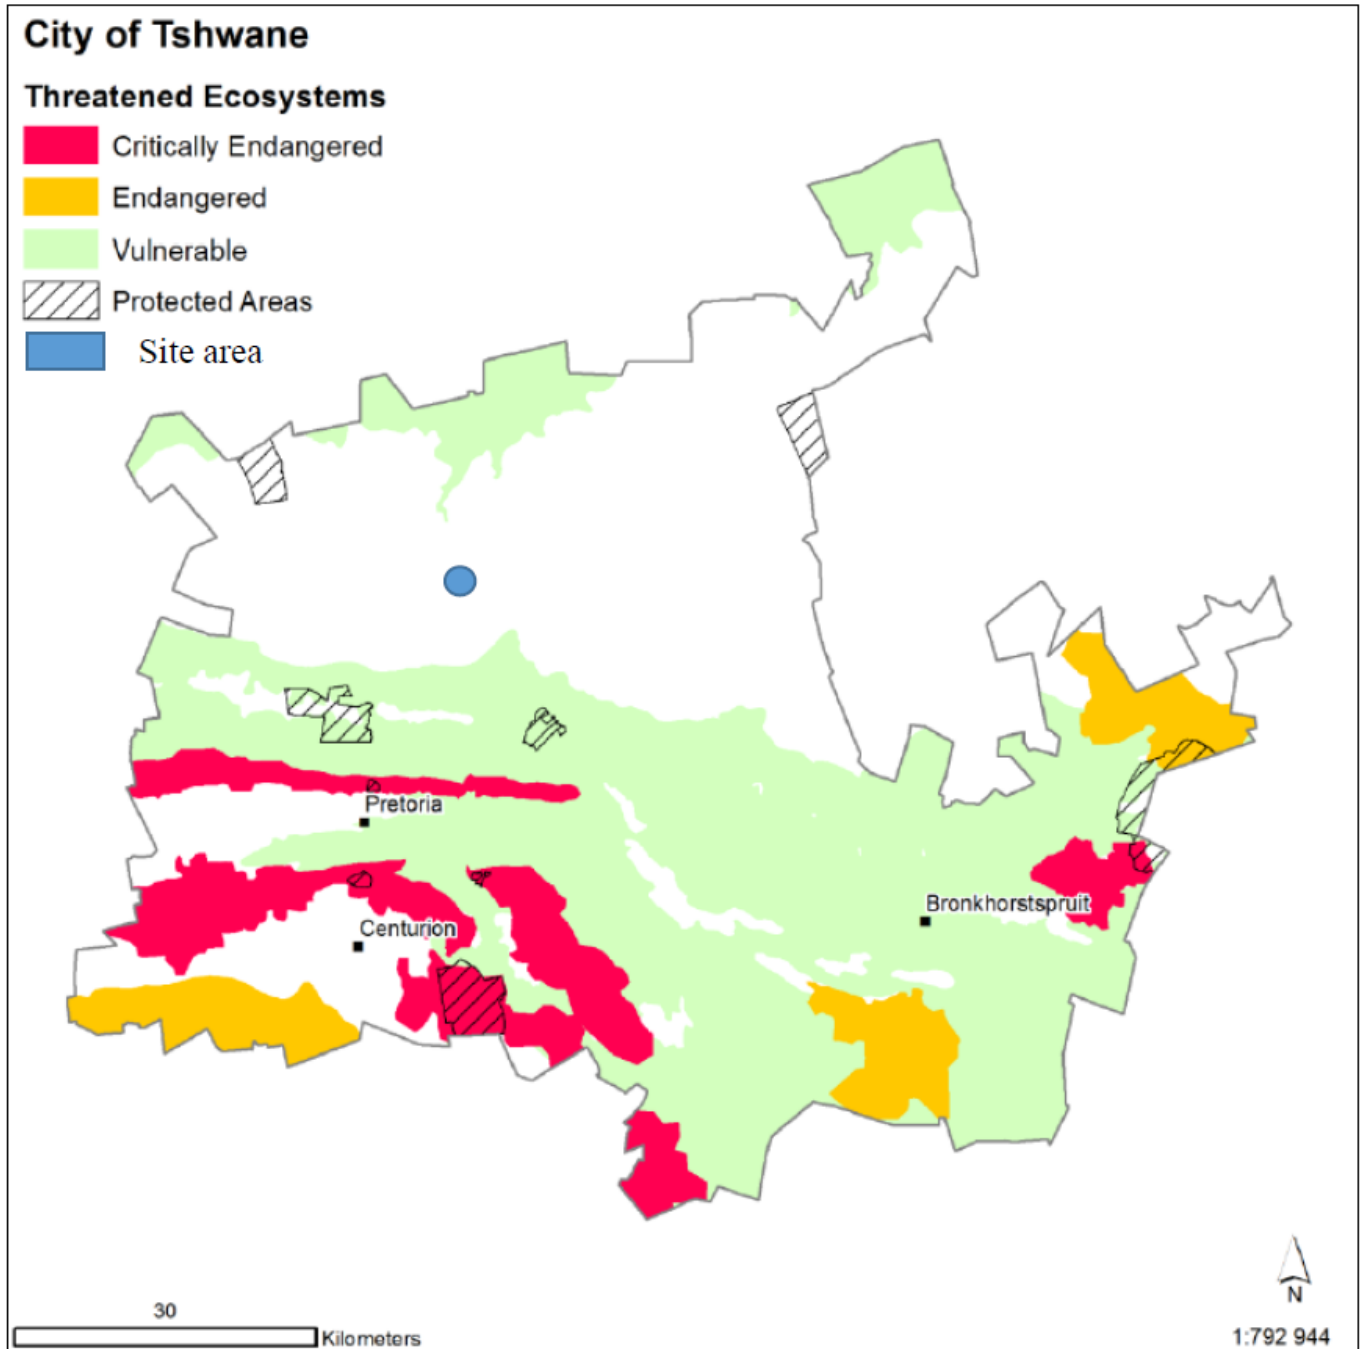 City of Tshwane
Threatened Ecosystems
Critically Endangered
Endangered
Vulnerable
Protected Areas
Site area
Pretoria
Bronkhorstspruit
Centurion
N
30
Kilometers
1:792 944